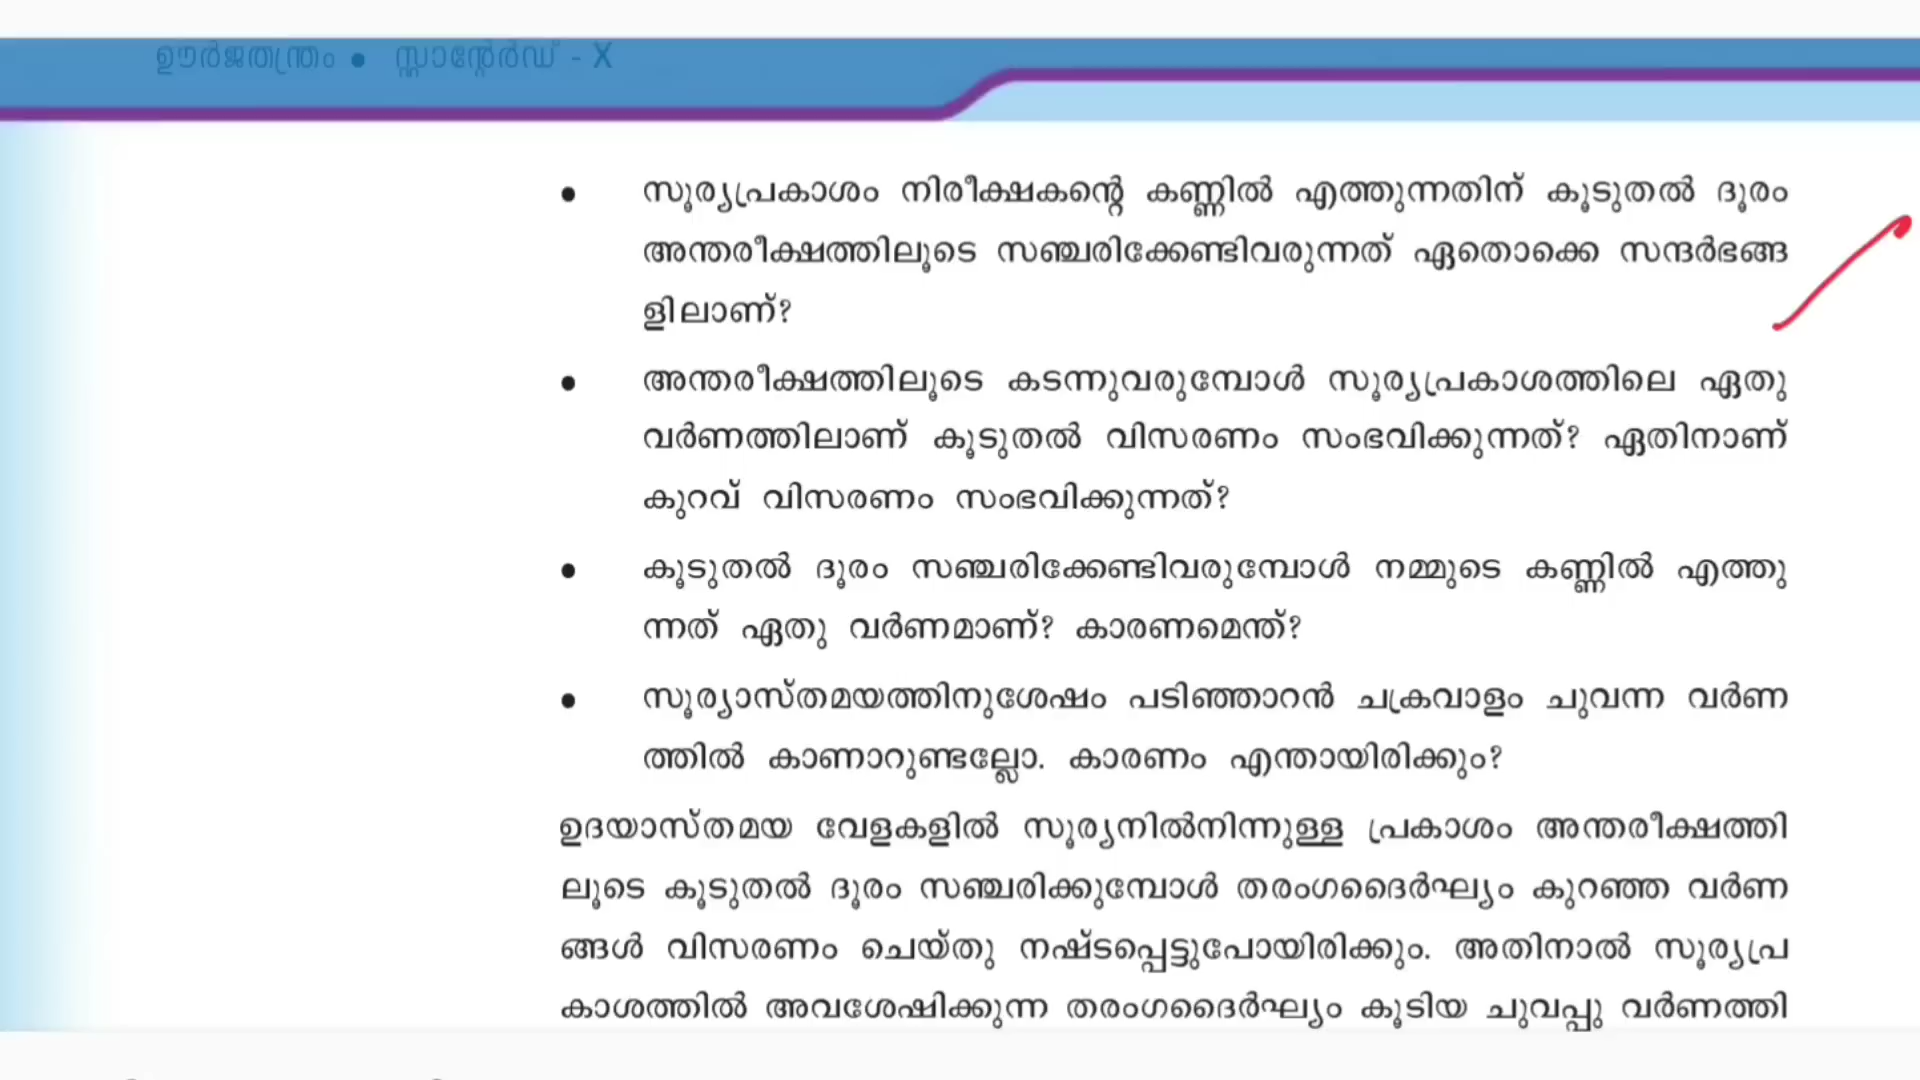 ഊർജതന്ത്രം • സ്റ്റാന്റേർഡ് - X
• സൂര്യപ്രകാശം നിരീക്ഷകന്റെ കണ്ണിൽ എത്തുന്നതിന് കൂടുതൽ ദൂരം
അന്തരീക്ഷത്തിലൂടെ സഞ്ചരിക്കേണ്ടിവരുന്നത് ഏതൊക്കെ സന്ദർഭങ്ങ
ളിലാണ്?
• അന്തരീക്ഷത്തിലൂടെ കടന്നുവരുമ്പോൾ സൂര്യപ്രകാശത്തിലെ ഏതു
വർണത്തിലാണ് കൂടുതൽ വിസരണം സംഭവിക്കുന്നത്? ഏതിനാണ്
കുറവ് വിസരണം സംഭവിക്കുന്നത്?
• കൂടുതൽ ദൂരം സഞ്ചരിക്കേണ്ടിവരുമ്പോൾ നമ്മുടെ കണ്ണിൽ എത്തു
ന്നത് ഏതു വർണമാണ്? കാരണമെന്ത്?
• സൂര്യാസ്തമയത്തിനുശേഷം പടിഞ്ഞാറൻ ചക്രവാളം ചുവന്ന വർണ
ത്തിൽ കാണാറുണ്ടല്ലോ. കാരണം എന്തായിരിക്കും?
ഉദയാസ്തമയ വേളകളിൽ സൂര്യനിൽനിന്നുള്ള പ്രകാശം അന്തരീക്ഷത്തി
ലൂടെ കൂടുതൽ ദൂരം സഞ്ചരിക്കുമ്പോൾ തരംഗദൈർഘ്യം കുറഞ്ഞ വർണ
ങ്ങൾ വിസരണം ചെയ്തു നഷ്ടപ്പെട്ടുപോയിരിക്കും. അതിനാൽ സൂര്യപ്ര
കാശത്തിൽ അവശേഷിക്കുന്ന തരംഗദൈർഘ്യം കൂടിയ ചുവപ്പു വർണത്തി